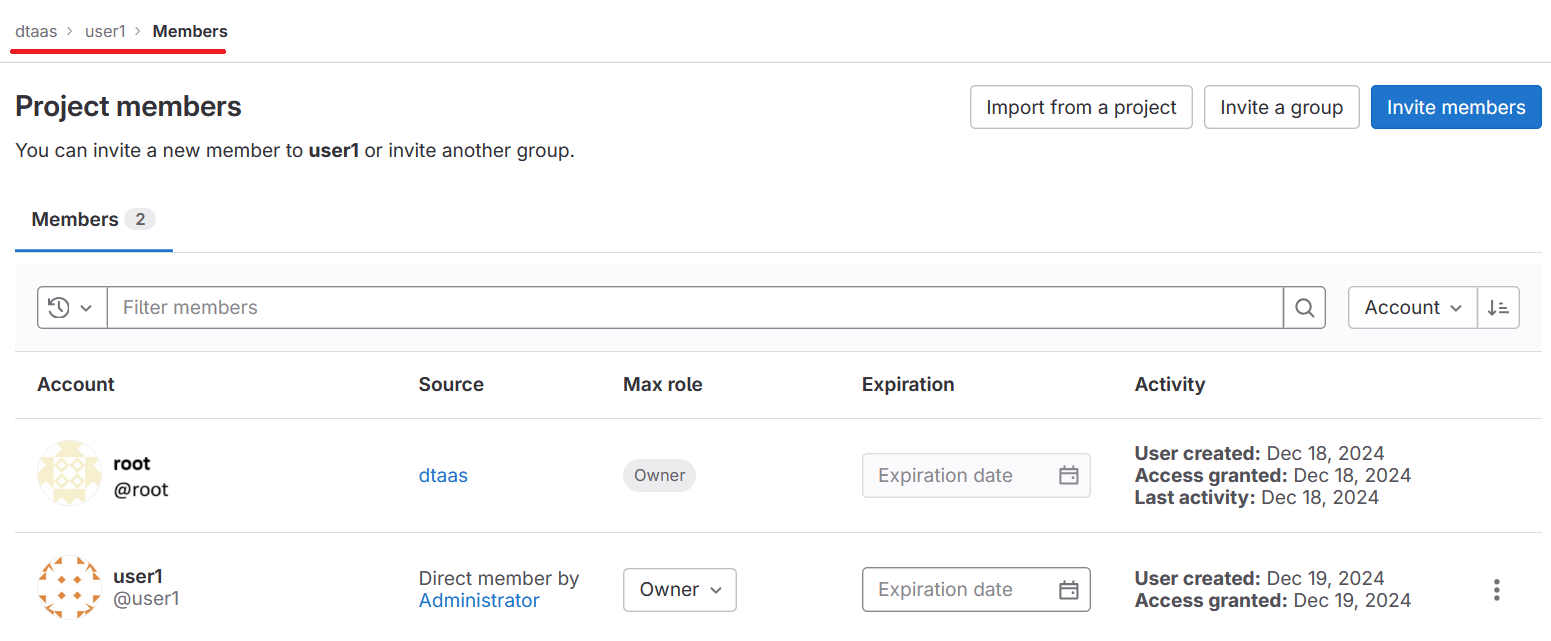 dtaas > user1 > Members
Project members
Import from a project
Invite a group
Invite members
You can invite a new member to user1 or invite another group.
Members 2
Filter members
Account
Account Source Max role Expiration Activity
root
@root
dtaas
Owner
Expiration date
User created: Dec 18, 2024
Access granted: Dec 18, 2024
Last activity: Dec 18, 2024
user1
@user1
Direct member by
Administrator
Owner
Expiration date
User created: Dec 19, 2024
Access granted: Dec 19, 2024